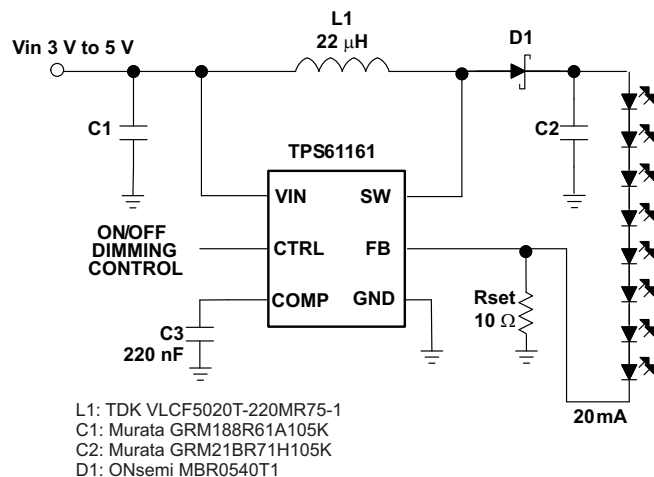 L1
Vin 3 V to 5 V
22 μH
D1
C1
C2
TPS61161
VIN
SW
ON/OFF
DIMMING
CONTROL
CTRL
FB
COMP
GND
Rset
10 Ω
C3
220 nF
20mA
L1: TDK VLCF5020T-220MR75-1
C1: Murata GRM188R61A105K
C2: Murata GRM21BR71H105K
D1: ONsemi MBR0540T1